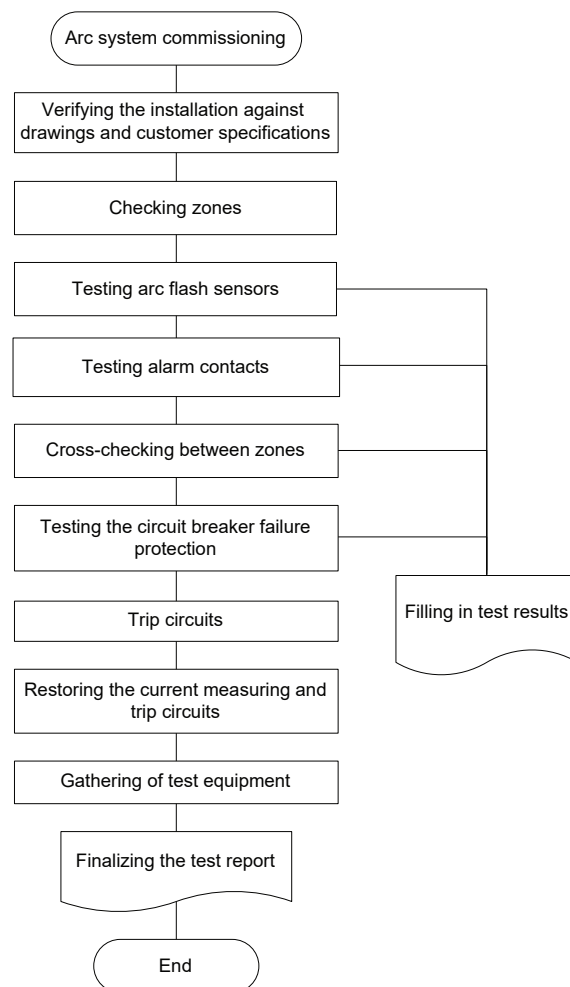 Arc system commissioning
Verifying the installation against
drawings and customer specifications
Checking zones
Testing arc flash sensors
Testing alarm contacts
Cross-checking between zones
Testing the circuit breaker failure
protection
Filling in test results
Trip circuits
Restoring the current measuring and
trip circuits
Gathering of test equipment
Finalizing the test report
End